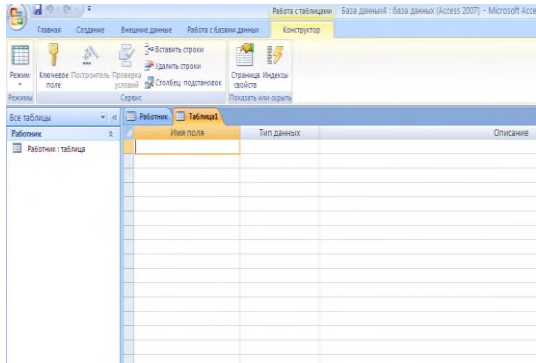 Работа с таблицами База данных4 : база данных (Access 2007) - Microsoft Acce
Главная Создание Внешние данные Работа с базами данных Конструктор
Режим
Ключевое поле
Построитель
Проверка условий
Вставить строки
Удалить строки
Столбец подстановок
Страница свойств
Индексы
Режимы Сервис Показать или скрыть
Все таблицы Работник Таблица1
Работник Имя поля Тип данных Описание
Работник : таблица